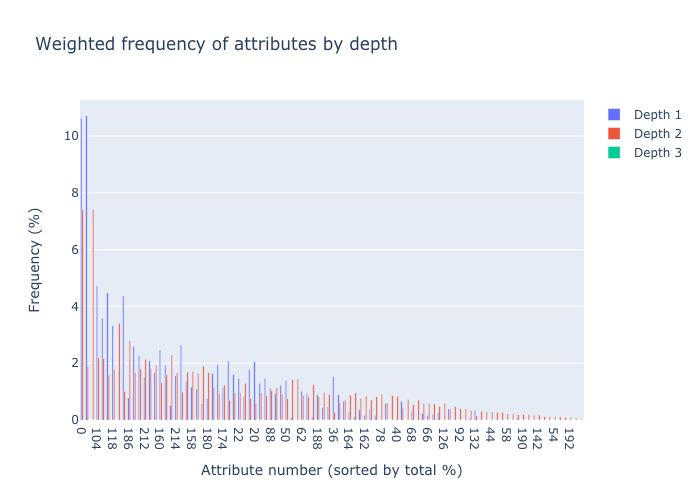 Weighted frequency of attributes by depth
Depth 1
Depth 2
Depth 3
10
8
6
4
2
0
Frequency (%)
0 104 118 186 212 160 214 158 180 174 22 20 88 50 62 188 36 164 162 78 40 68 66 126 92 132 44 58 190 142 54 192
Attribute number (sorted by total %)